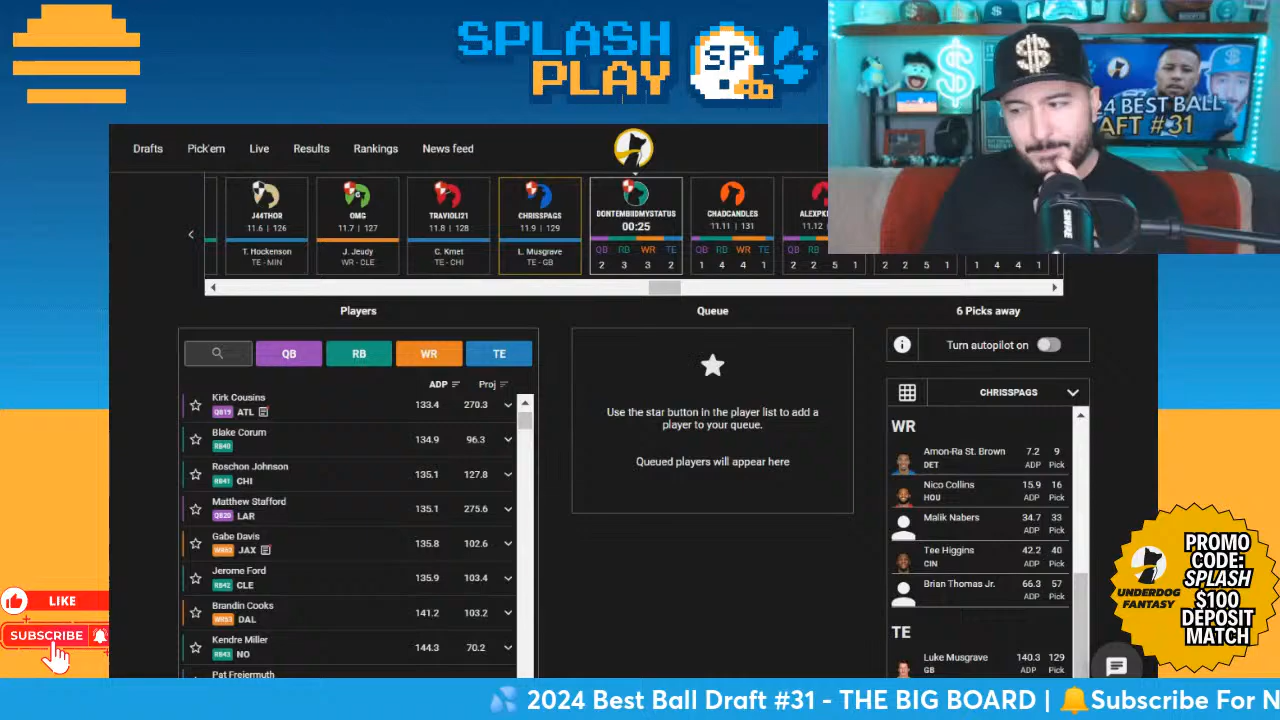 SPLASH
PLAY
SP
24 BEST BALL
AFT #31
Drafts
Pick'em
Live
Results
Rankings
News feed
J44THOR
11.6 | 126
T. Hockenson
TE - MIN
OMG
11.7 | 127
J. Jeudy
WR - CLE
TRAVIOLI21
11.8 | 128
C. Kmet
TE - CHI
CHRISSPAGS
11.9 | 129
L. Musgrave
TE - GB
DONTEMBIIDMYSTATUS
00:25
QB RB WR TE
2 3 3 2
CHADCANDLES
11.11 | 131
QB RB WR TE
1 4 4 1
ALEXPK
11.12
QB RB
2 2 5 1
2 2 5 1
1 4 4 1
Players
Queue
6 Picks away
QB
RB
WR
TE
ADP
Proj
Kirk Cousins
QB19 ATL
133.4
270.3
Blake Corum
RB40
134.9
96.3
Roschon Johnson
RB41 CHI
135.1
127.8
Matthew Stafford
QB20 LAR
135.1
275.6
Gabe Davis
JAX
135.8
102.6
Jerome Ford
RB42 CLE
135.9
103.4
Brandin Cooks
DAL
141.2
103.2
Kendre Miller
RB43 NO
144.3
70.2
Pat Freiermuth
Use the star button in the player list to add a
player to your queue.
Queued players will appear here
Turn autopilot on
CHRISSPAGS
WR
Amon-Ra St. Brown
7.2 9
DET
ADP Pick
Nico Collins
15.9 16
HOU
ADP Pick
Malik Nabers
34.7 33
ADP Pick
Tee Higgins
42.2 40
CIN
ADP Pick
Brian Thomas Jr.
66.3 57
ADP Pick
TE
Luke Musgrave
140.3 129
GB
ADP Pick
LIKE
SUBSCRIBE
UNDERDOG
FANTASY
PROMO
CODE:
SPLASH
$100
DEPOSIT
MATCH
2024 Best Ball Draft #31 - THE BIG BOARD | 🔔Subscribe For N